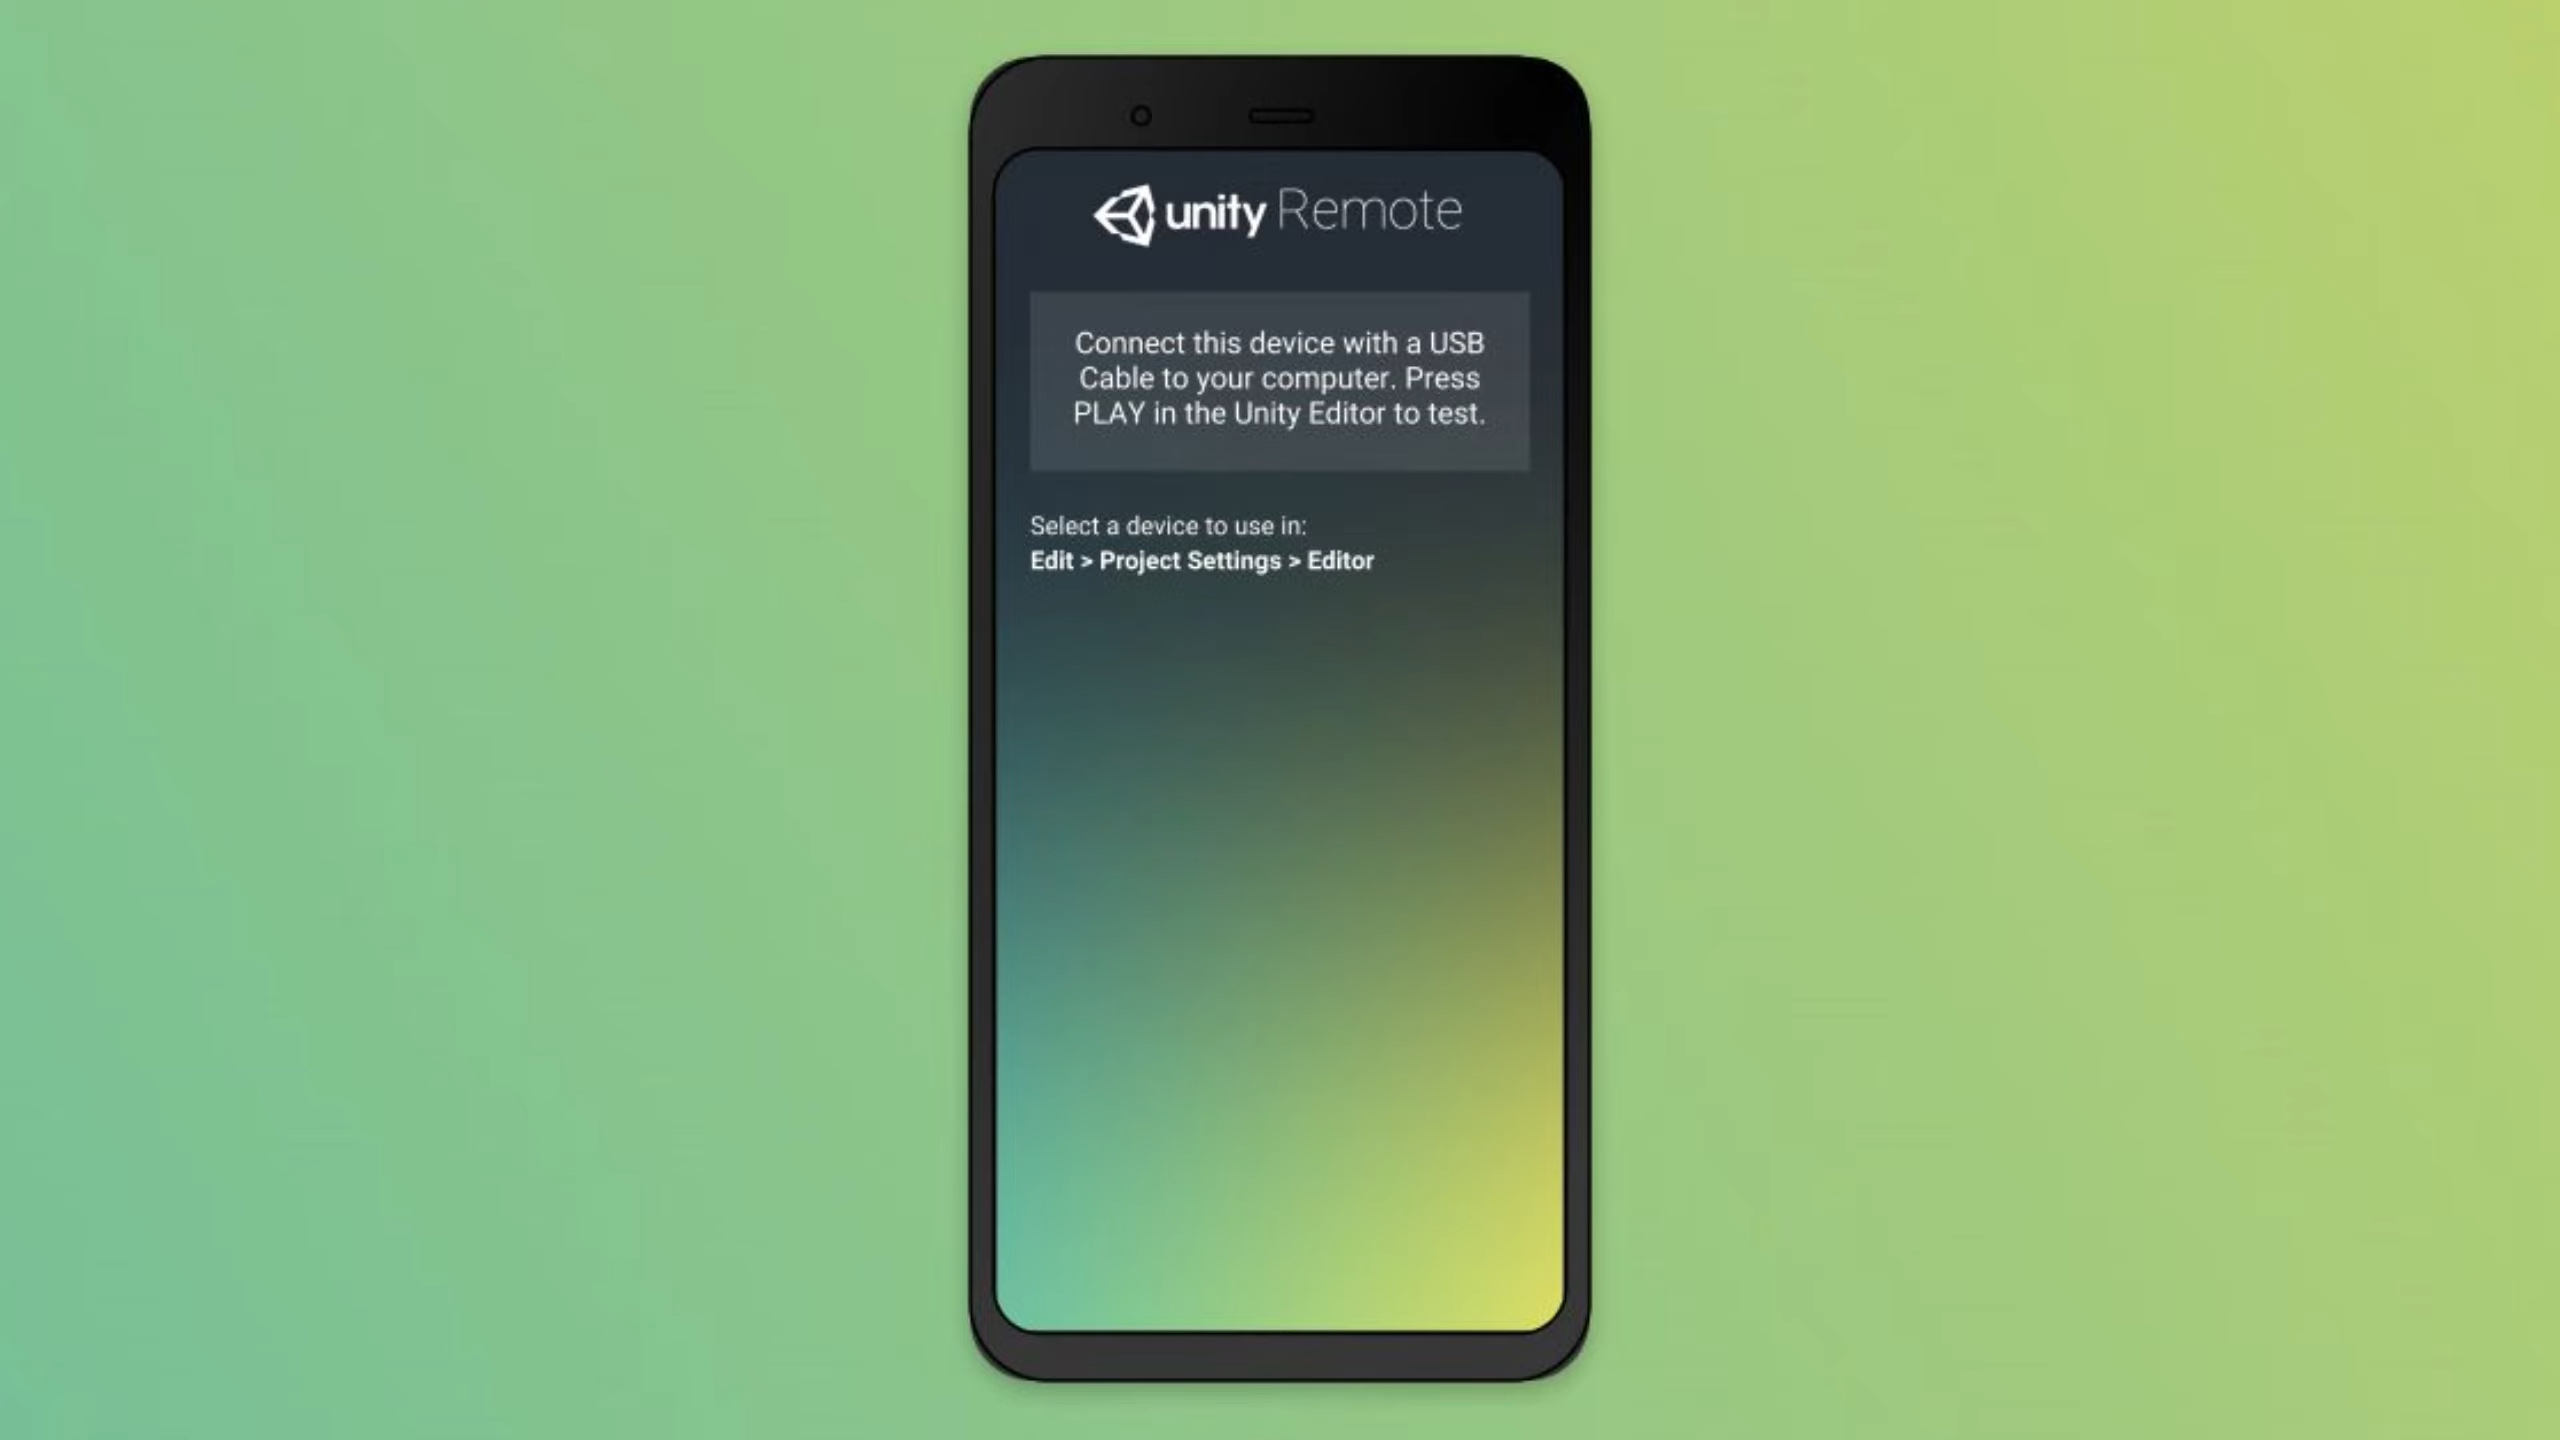 unity Remote
Connect this device with a USB
Cable to your computer. Press
PLAY in the Unity Editor to test.
Select a device to use in:
Edit > Project Settings > Editor